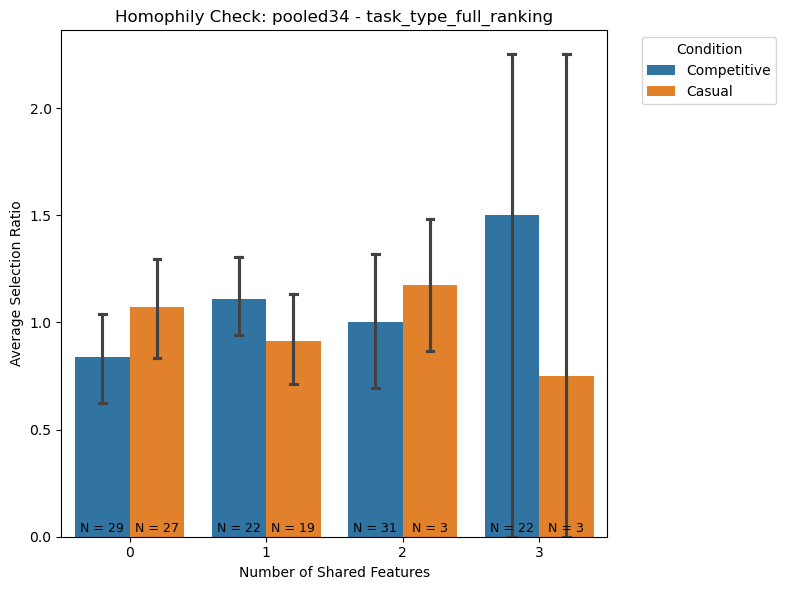 Homophily Check: pooled34 - task_type_full_ranking
Condition
Competitive
Casual
Average Selection Ratio
2.0
1.5
1.0
0.5
0.0
N = 29 N = 27 N = 22 N = 19 N = 31 N = 3 N = 22 N = 3
0 1 2 3
Number of Shared Features